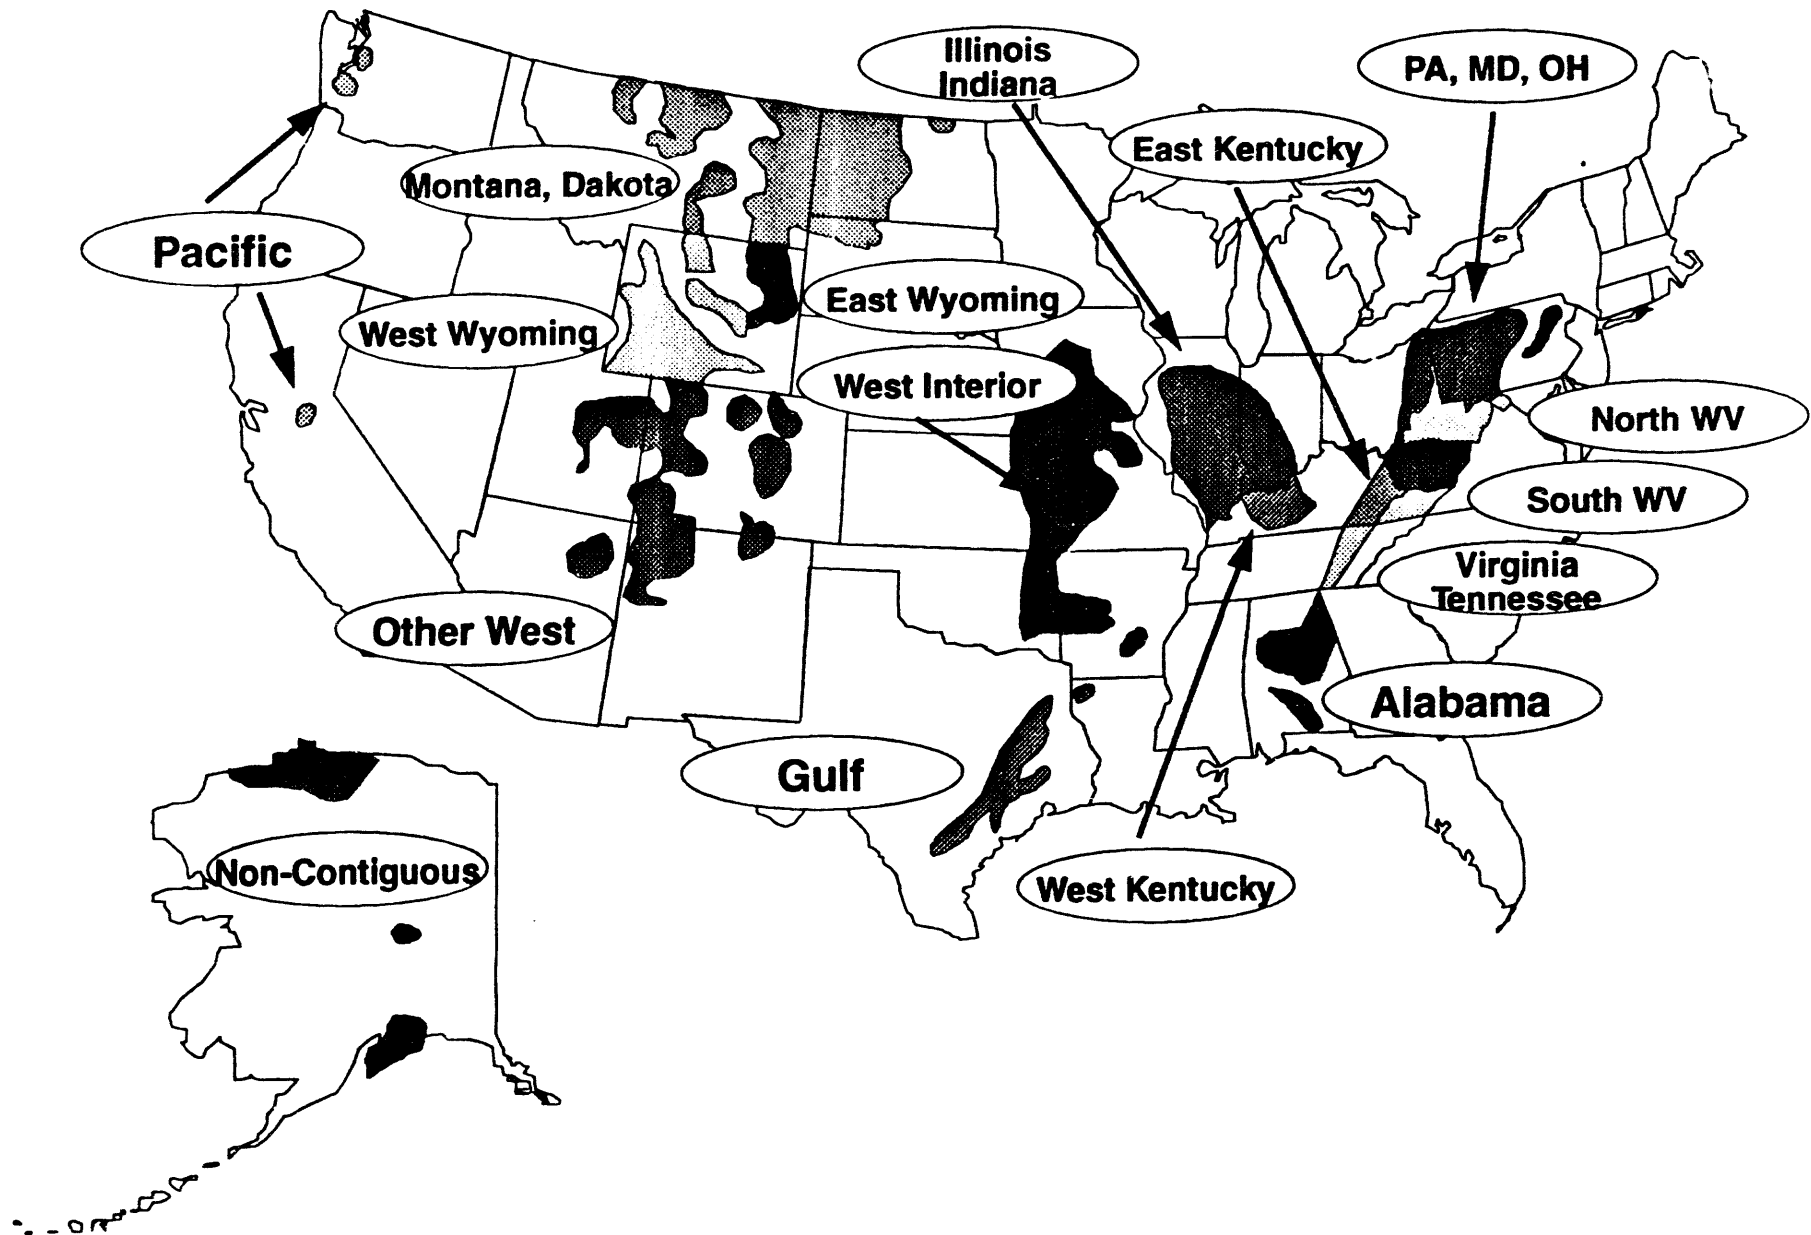 Illinois
Indiana
PA, MD, OH
East Kentucky
Montana, Dakota
Pacific
East Wyoming
West Wyoming
West Interior
North WV
South WV
Virginia
Tennessee
Other West
Alabama
Gulf
Non-Contiguous
West Kentucky